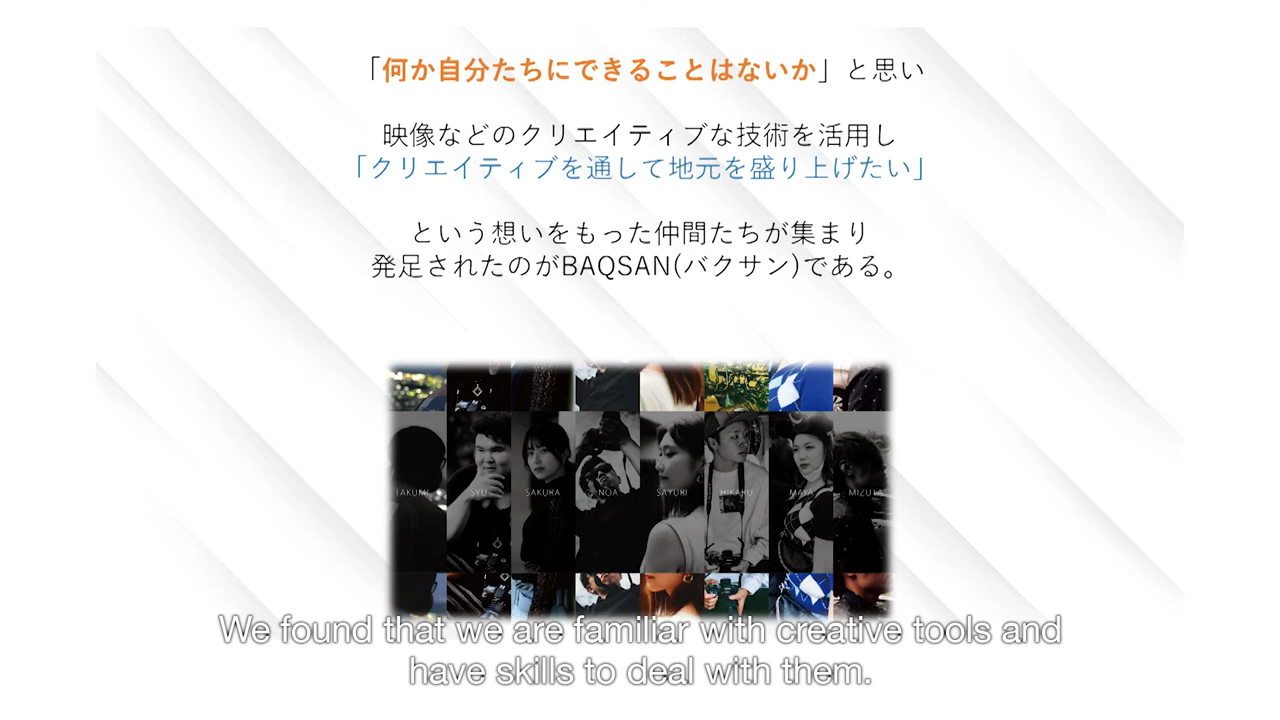 「何か自分たちにできることはないか」と思い
映像などのクリエイティブな技術を活用し
「クリエイティブを通して地元を盛り上げたい」
という想いをもった仲間たちが集まり
発足されたのがBAQSAN(バクサン)である。
TAKUMI SYU SAKURA NOA SAYURI HIKARU MAYA MIZUTA
We found that we are familiar with creative tools and
have skills to deal with them.